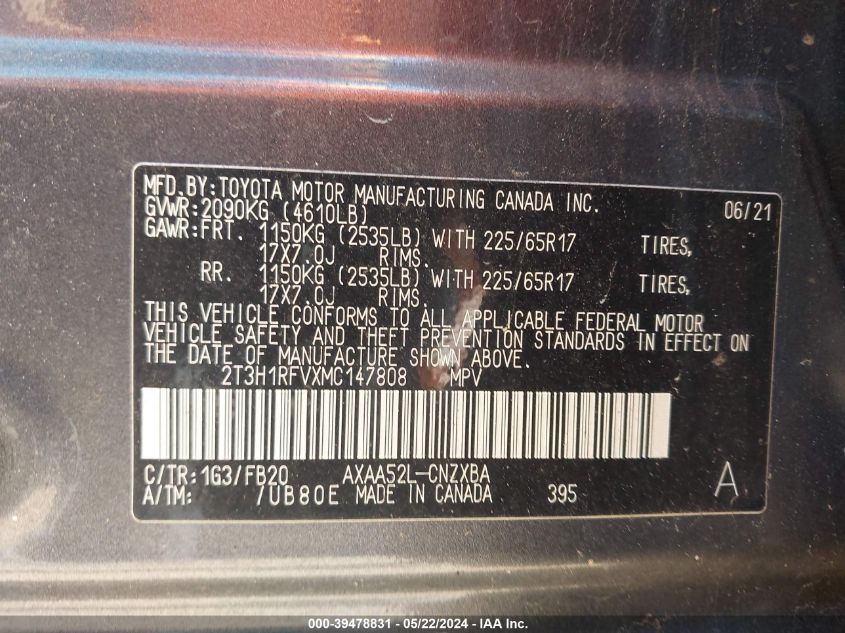 MFD.BY:TOYOTA MOTOR MANUFACTURING CANADA INC. 06/21
GVWR:2090KG (4610LB)
GAWR:FRT. 1150KG (2535LB) WITH 225/65R17 TIRES,
17X7.0J RIMS.
RR. 1150KG (2535LB) WITH 225/65R17 TIRES,
17X7.0J RIMS.
THIS VEHICLE CONFORMS TO ALL APPLICABLE FEDERAL MOTOR
VEHICLE SAFETY AND THEFT PREVENTION STANDARDS IN EFFECT ON
THE DATE OF MANUFACTURE SHOWN ABOVE.
2T3H1RFVXMC147808 MPV
C/TR:1G3/FB20 AXAA52L-CNZXBA
A/TM: /UB80E MADE IN CANADA 395 A
000-39478831 - 05/22/2024 - IAA Inc.